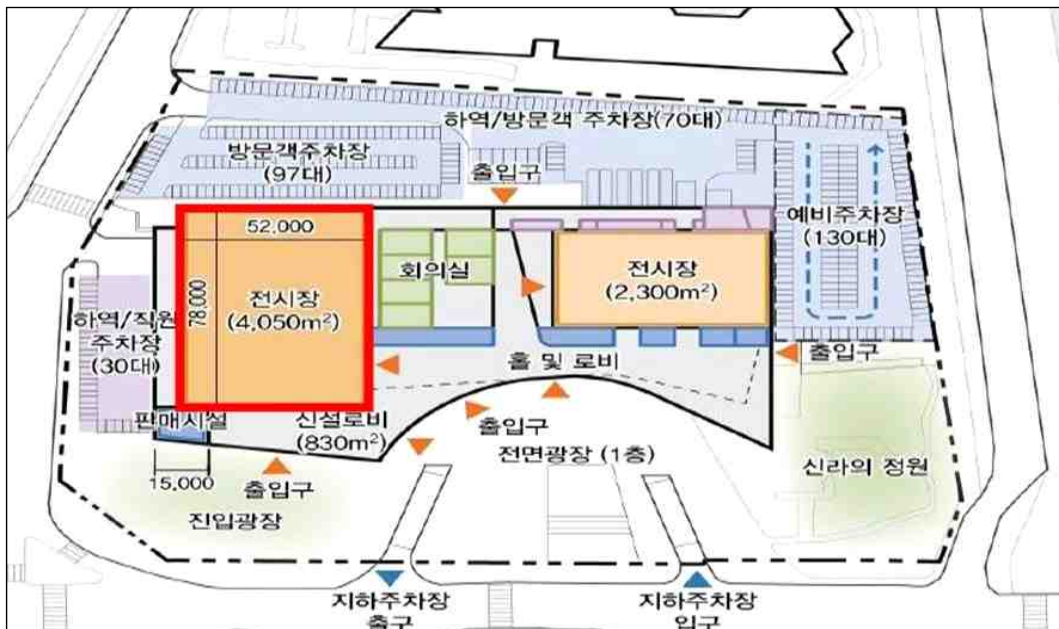 하역/방문객 주차장(70대)
방문객주차장
(97대)
출입구
예비주차장
(130대)
52,000
78,000
전시장
(4,050m²)
회의실
전시장
(2,300m²)
하역/직원
주차장
(30대)
홀 및 로비
출입구
판매시설
신설로비
(830m²)
출입구
전면광장 (1층)
신라의 정원
15,000
출입구
진입광장
지하주차장
출구
지하주차장
입구